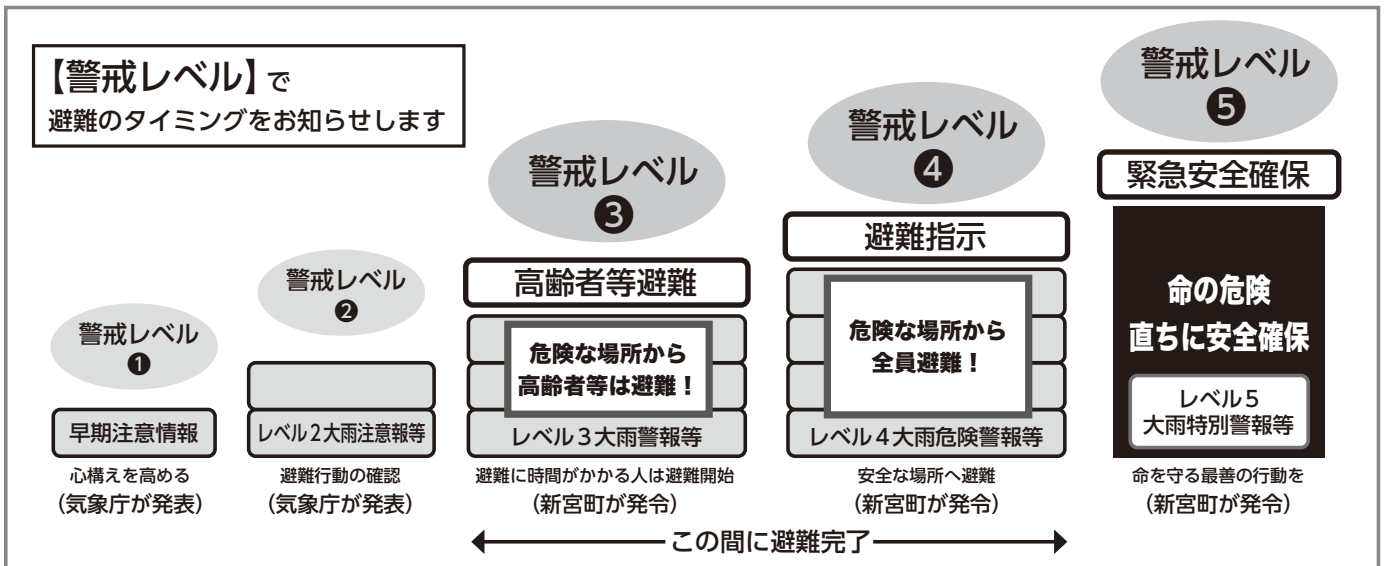 【警戒レベル】で
避難のタイミングをお知らせします
警戒レベル
❶
早期注意情報
心構えを高める
(気象庁が発表)
警戒レベル
❷
レベル2大雨注意報等
避難行動の確認
(気象庁が発表)
警戒レベル
❸
高齢者等避難
危険な場所から
高齢者等は避難!
レベル3大雨警報等
避難に時間がかかる人は避難開始
(新宮町が発令)
警戒レベル
❹
避難指示
危険な場所から
全員避難!
レベル4大雨危険警報等
安全な場所へ避難
(新宮町が発令)
警戒レベル
❺
緊急安全確保
命の危険
直ちに安全確保
レベル5
大雨特別警報等
命を守る最善の行動を
(新宮町が発令)
この間に避難完了